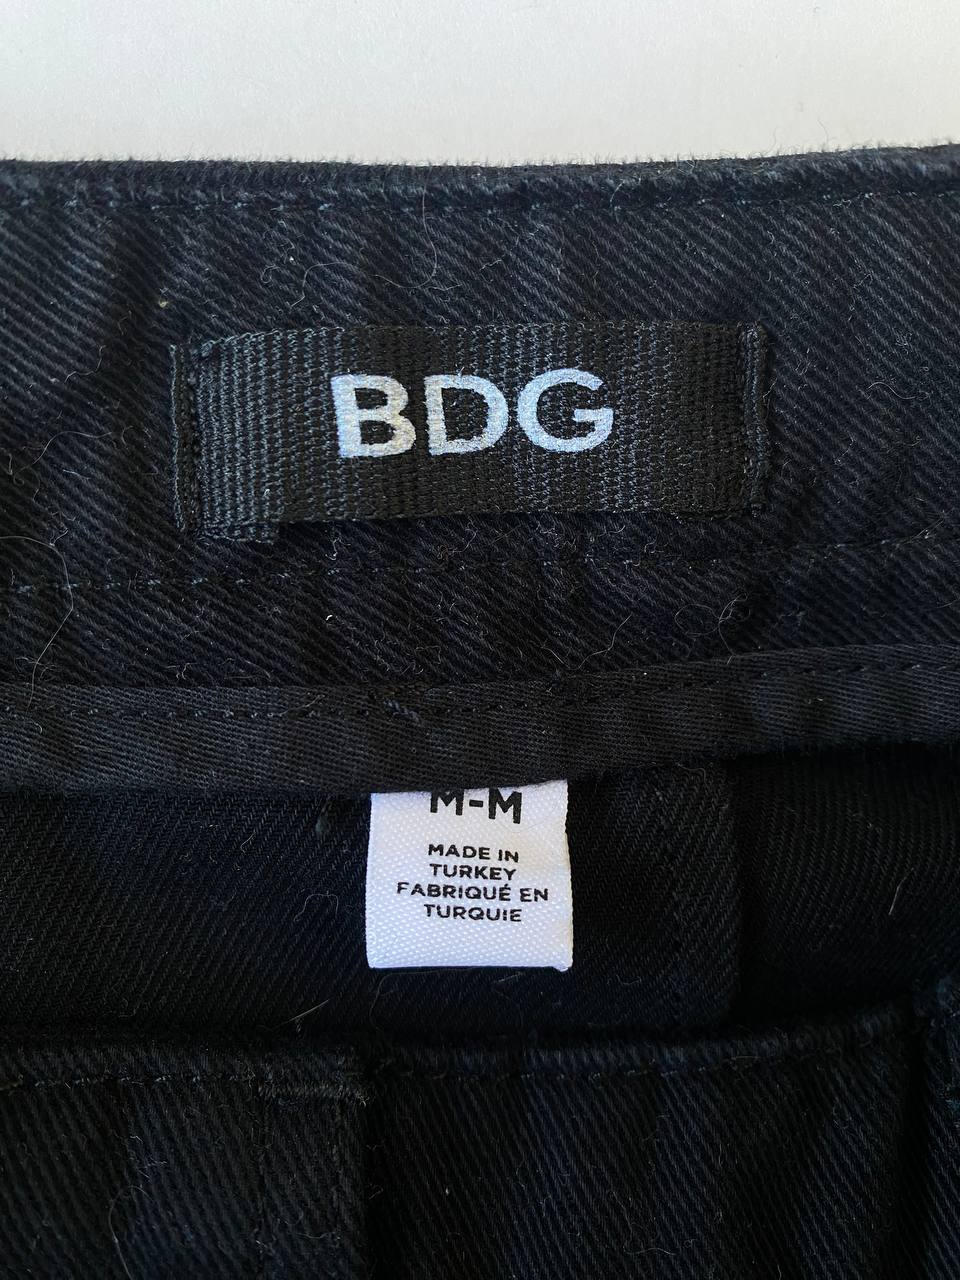 BDG
M-M
MADE IN
TURKEY
FABRIQUÉ EN
TURQUIE